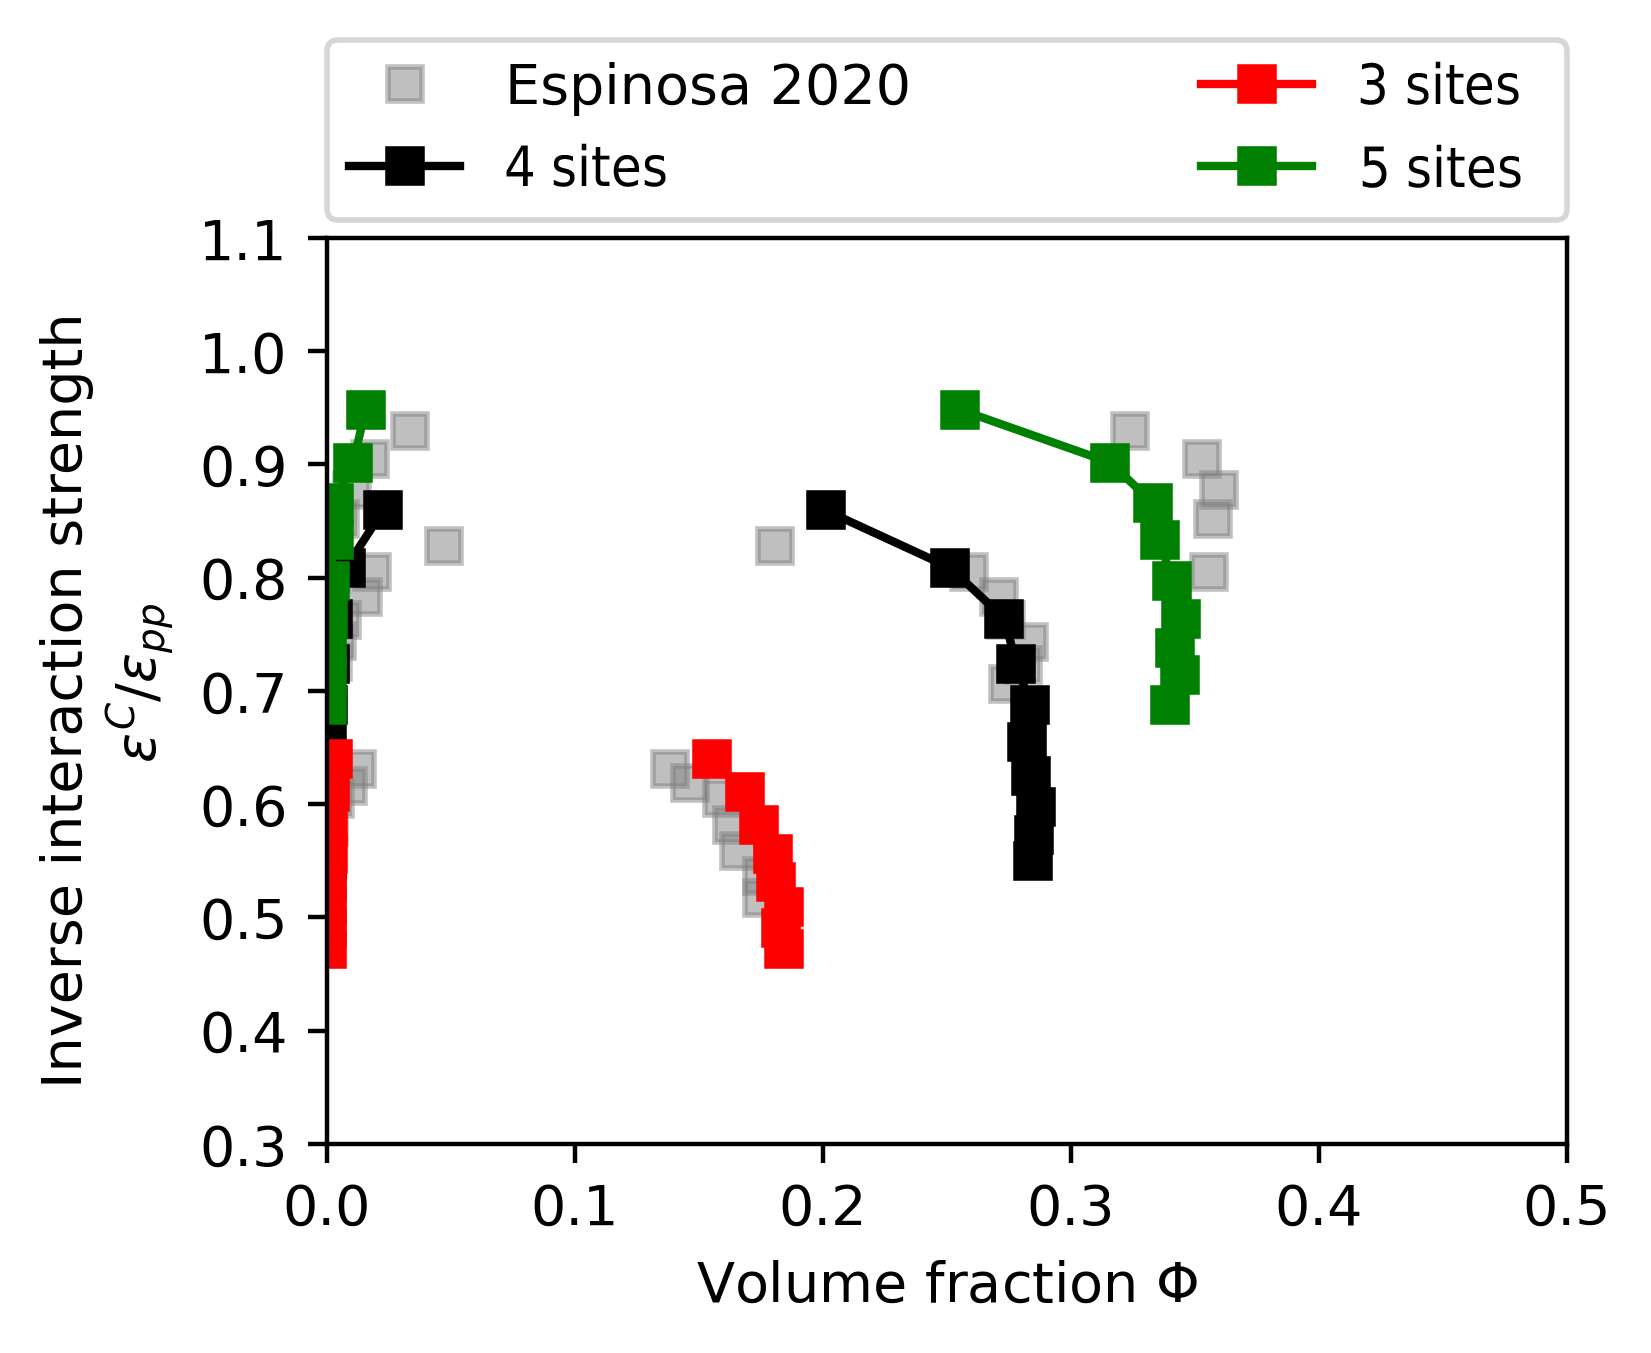 Espinosa 2020
3 sites
4 sites
5 sites
1.1
1.0
0.9
0.8
0.7
0.6
0.5
0.4
0.3
Inverse interaction strength
εᶜ/ε_pp
0.0 0.1 0.2 0.3 0.4 0.5
Volume fraction Φ